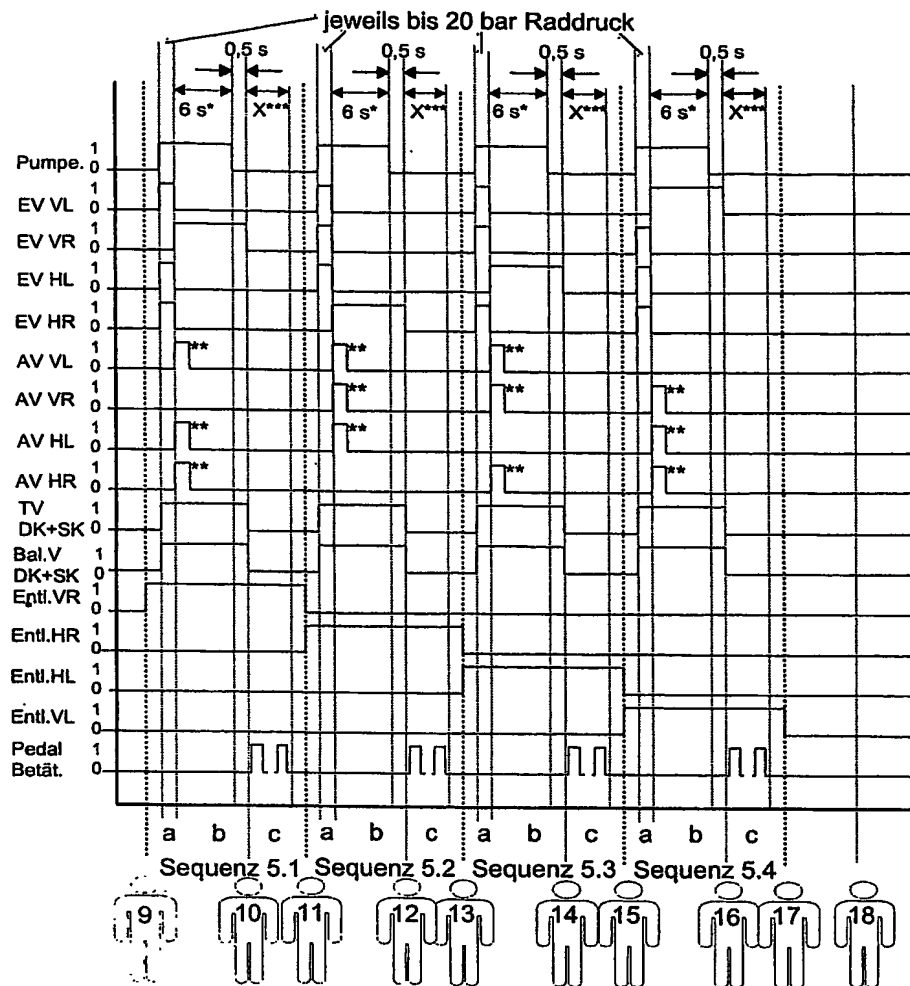 jeweils bis 20 bar Raddruck
0,5 s 0,5 s 0,5 s 0,5 s
6 s* X*** 6 s* X*** 6 s* X*** 6 s* X***
Pumpe. 1 0
EV VL 1 0
EV VR 1 0
EV HL 1 0
EV HR 1 0
AV VL 1 0 ** ** **
AV VR 1 0 ** ** **
AV HL 1 0 ** ** **
AV HR 1 0 ** ** **
TV 1
DK+SK 0
Bal.V 1
DK+SK 0
Entl.VR 1 0
Entl.HR 1 0
Entl.HL 1 0
Entl.VL 1 0
Pedal 1
Betät. 0
a b c a b c a b c a b c
Sequenz 5.1 Sequenz 5.2 Sequenz 5.3 Sequenz 5.4
9 10 11 12 13 14 15 16 17 18